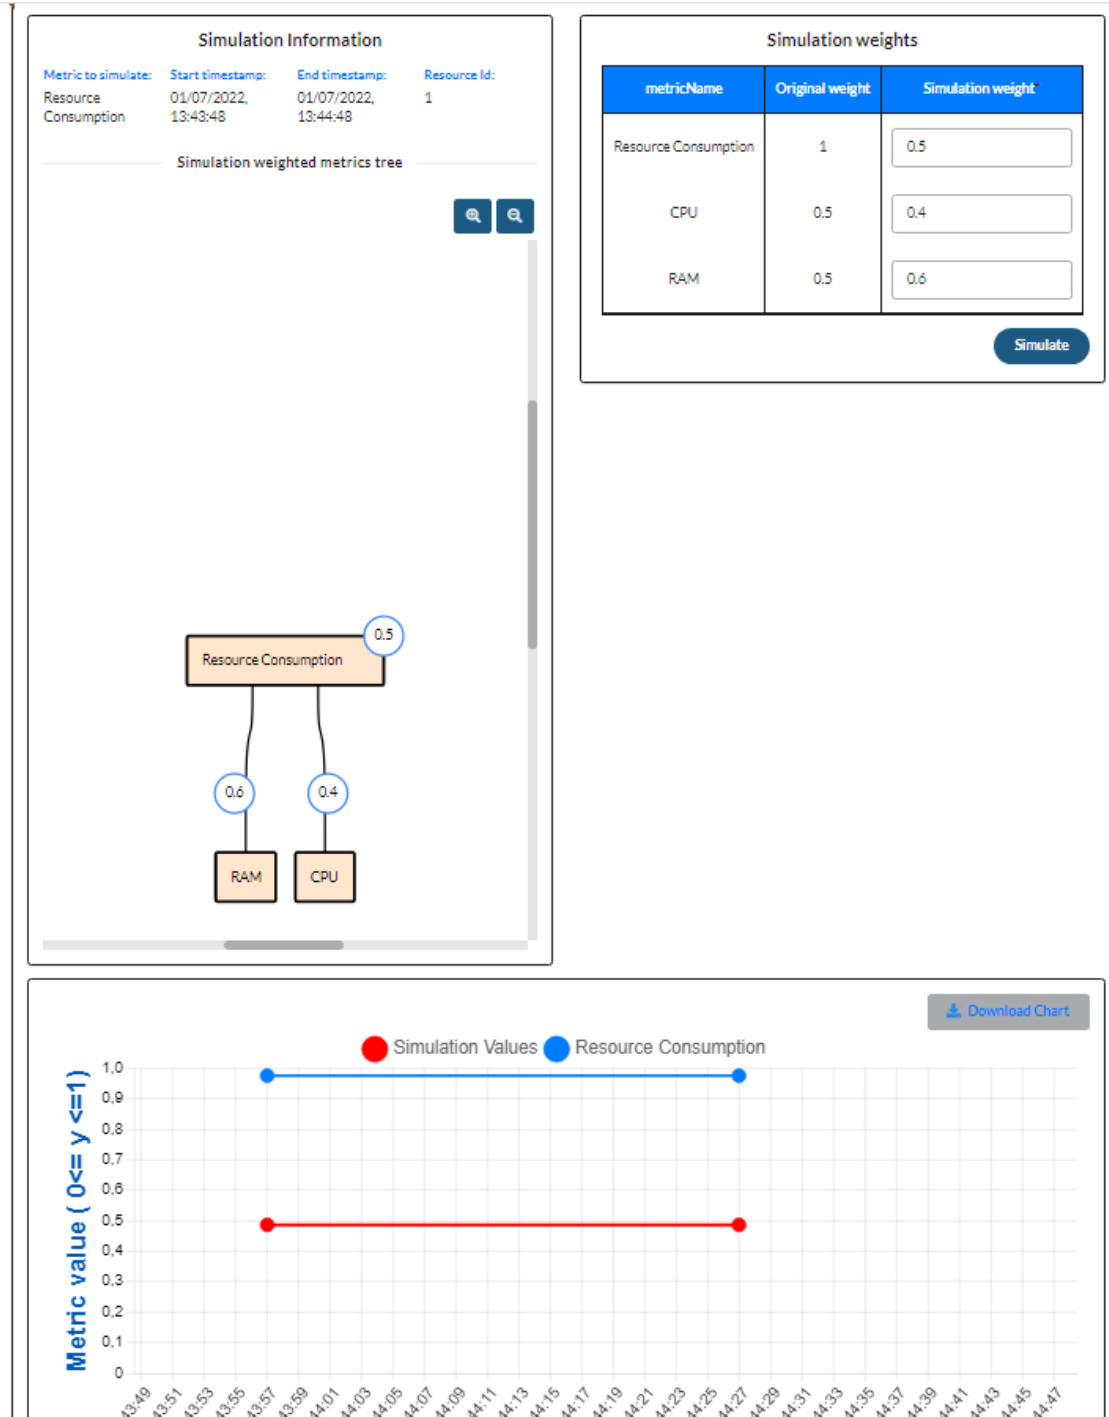 Simulation Information
Metric to simulate: Start timestamp: End timestamp: Resource Id:
Resource Consumption 01/07/2022, 13:43:48 01/07/2022, 13:44:48 1
Simulation weighted metrics tree
0.5
Resource Consumption
0.6 0.4
RAM CPU
Simulation weights
metricName Original weight Simulation weight*
Resource Consumption 1 0.5
CPU 0.5 0.4
RAM 0.5 0.6
Simulate
Download Chart
Simulation Values Resource Consumption
Metric value ( 0<= y <=1)
1,0
0,9
0,8
0,7
0,6
0,5
0,4
0,3
0,2
0,1
0
43:49 43:51 43:53 43:55 43:57 43:59 44:01 44:03 44:05 44:07 44:09 44:11 44:13 44:15 44:17 44:19 44:21 44:23 44:25 44:27 44:29 44:31 44:33 44:35 44:37 44:39 44:41 44:43 44:45 44:47